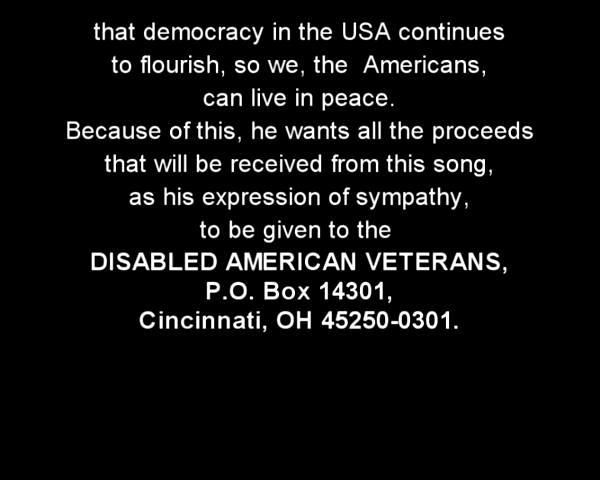 that democracy in the USA continues
to flourish, so we, the  Americans,
can live in peace.
Because of this, he wants all the proceeds
that will be received from this song,
as his expression of sympathy,
to be given to the
DISABLED AMERICAN VETERANS,
P.O. Box 14301,
Cincinnati, OH 45250-0301.